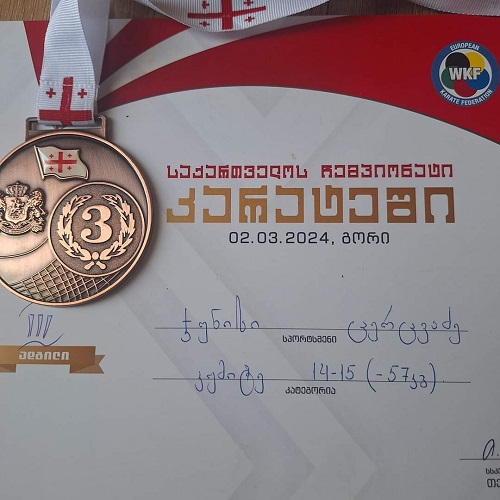 EUROPEAN
WKF
KARATE FEDERATION
საქართველოს ჩემპიონატი
კარატეში
02.03.2024, გორი
3
III
ადგილი
სპორტსმენი
კუმიტე 14-15 (-57კგ)
კატეგორია